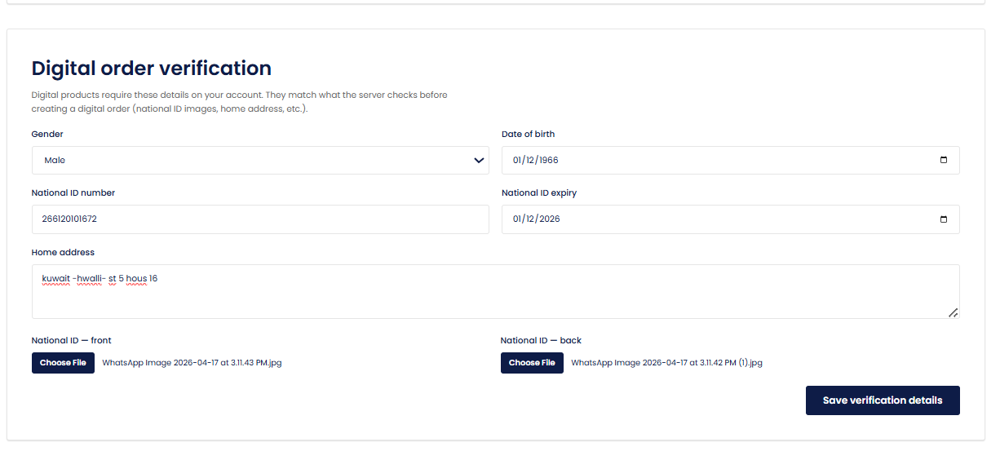 Digital order verification
Digital products require these details on your account. They match what the server checks before
creating a digital order (national ID images, home address, etc.).
Gender
Date of birth
Male
01/12/1966
National ID number
National ID expiry
266120101672
01/12/2026
Home address
kuwait -hwalli- st 5 hous 16
National ID — front
National ID — back
Choose File WhatsApp Image 2026-04-17 at 3.11.43 PM.jpg
Choose File WhatsApp Image 2026-04-17 at 3.11.42 PM (1).jpg
Save verification details